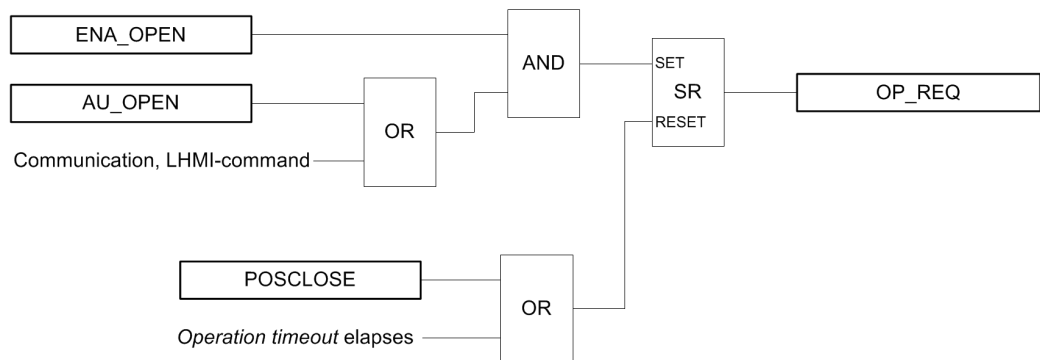 ENA_OPEN
AND
SET
SR
RESET
OP_REQ
AU_OPEN
OR
Communication, LHMI-command
POSCLOSE
OR
Operation timeout elapses